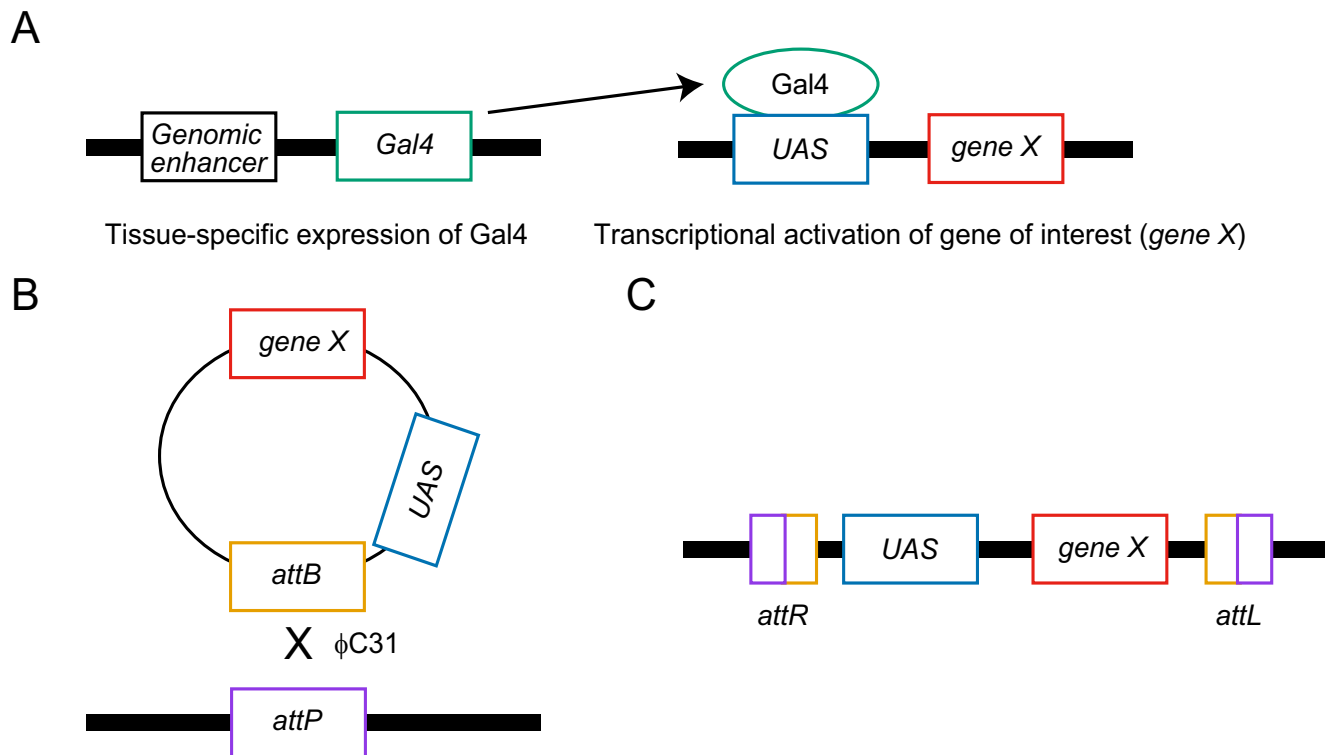 A
Genomic
enhancer
Gal4
Gal4
UAS
gene X
Tissue-specific expression of Gal4
Transcriptional activation of gene of interest (gene X)
B
gene X
UAS
attB
X ϕC31
attP
C
UAS
gene X
attR
attL